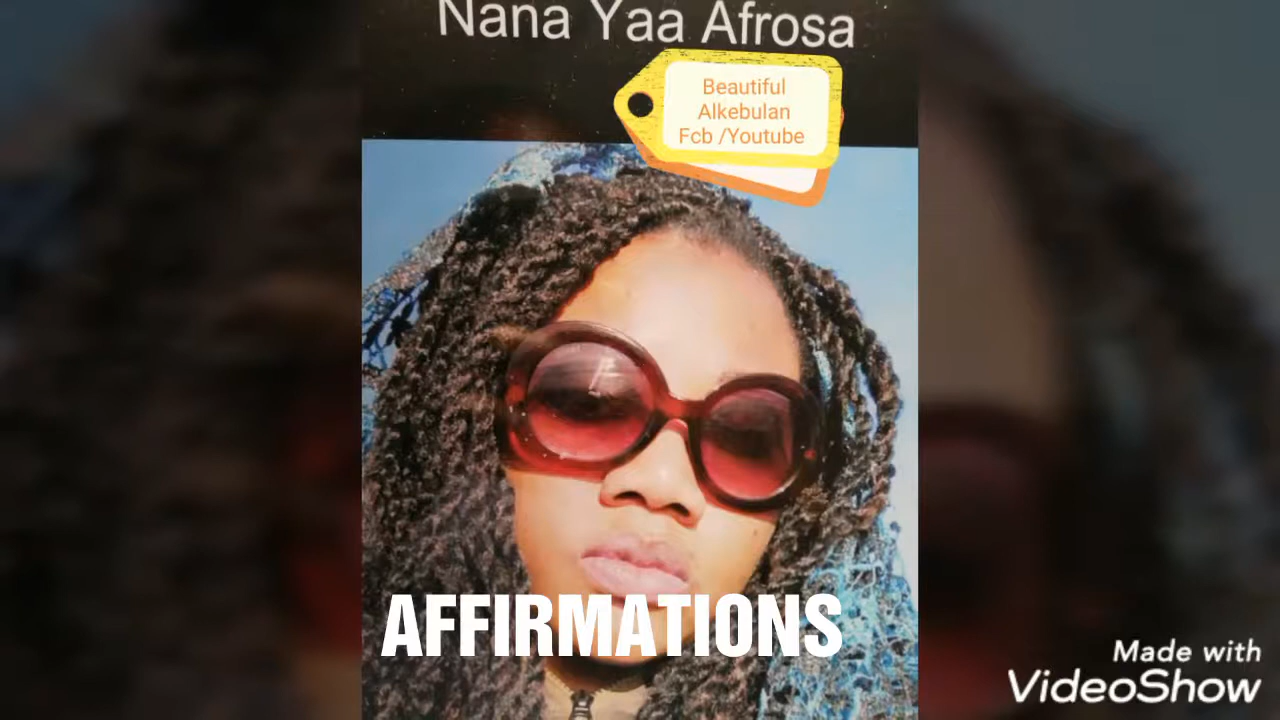 Nana Yaa Afrosa
Beautiful
Alkebulan
Fcb /Youtube
AFFIRMATIONS
Made with
VideoShow